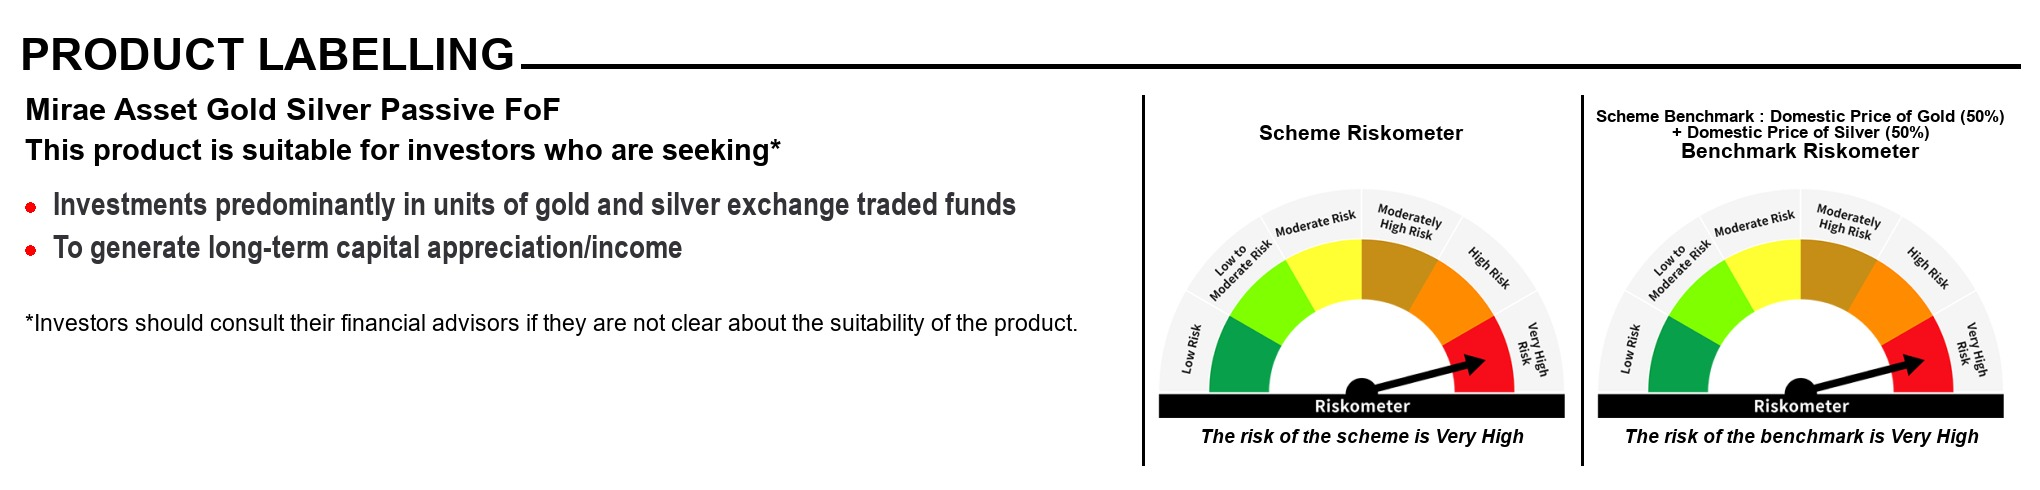 PRODUCT LABELLING
Mirae Asset Gold Silver Passive FoF
This product is suitable for investors who are seeking*
• Investments predominantly in units of gold and silver exchange traded funds
• To generate long-term capital appreciation/income
*Investors should consult their financial advisors if they are not clear about the suitability of the product.
Scheme Riskometer
Low Risk
Low to
Moderate Risk
Moderate Risk
Moderately
High Risk
High Risk
Very High
Risk
Riskometer
The risk of the scheme is Very High
Scheme Benchmark : Domestic Price of Gold (50%)
+ Domestic Price of Silver (50%)
Benchmark Riskometer
Low Risk
Low to
Moderate Risk
Moderate Risk
Moderately
High Risk
High Risk
Very High
Risk
Riskometer
The risk of the benchmark is Very High